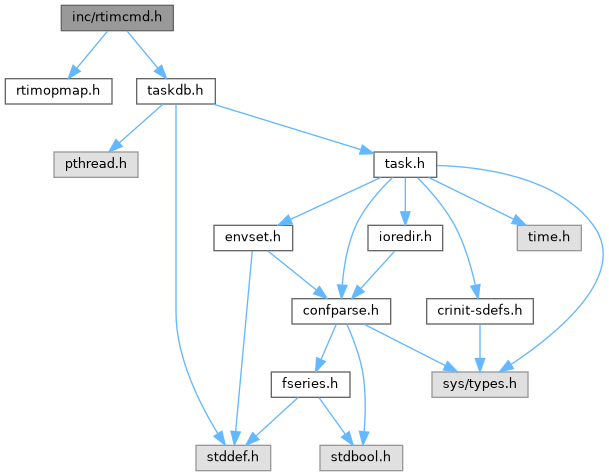 inc/rtimcmd.h
rtimopmap.h
taskdb.h
pthread.h
task.h
envset.h
ioredir.h
time.h
confparse.h
crinit-sdefs.h
fseries.h
sys/types.h
stddef.h
stdbool.h